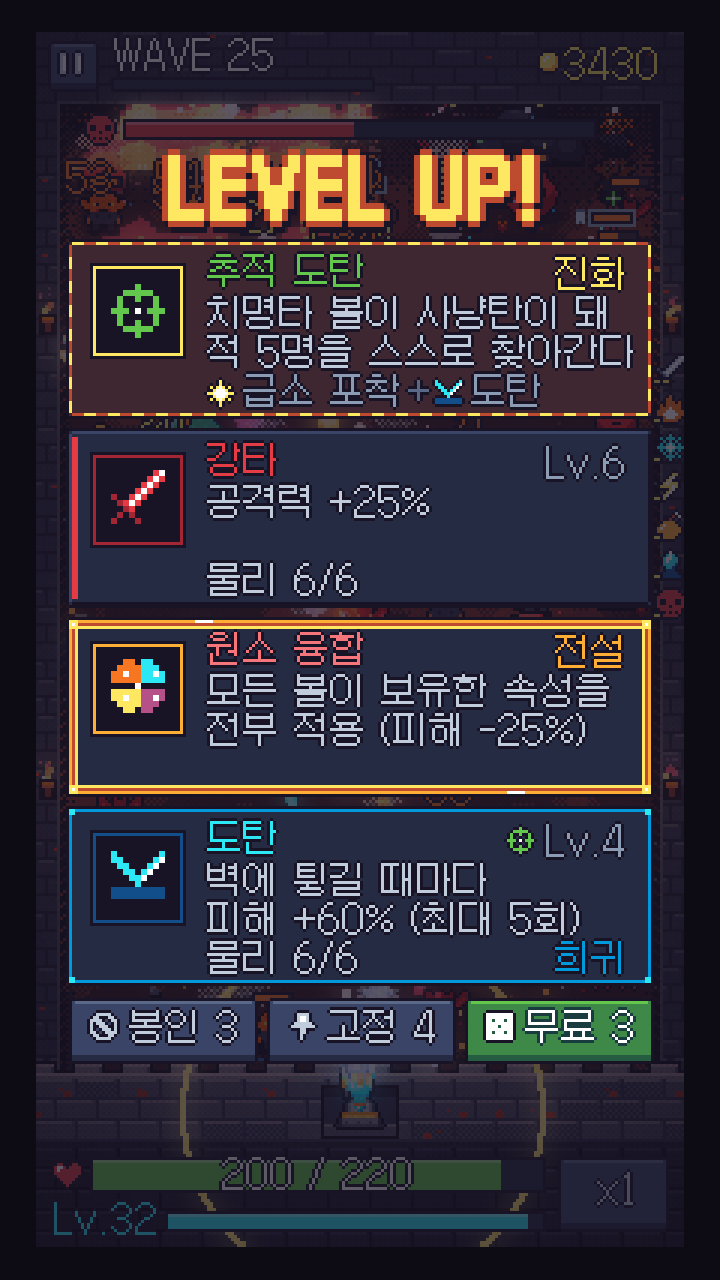 WAVE 25
3430
LEVEL UP!
추적 도탄 진화
치명타 볼이 사냥탄이 돼
적 5명을 스스로 찾아간다
급소 포착+도탄
강타 Lv.6
공격력 +25%
물리 6/6
원소 융합 전설
모든 볼이 보유한 속성을
전부 적용 (피해 -25%)
도탄 Lv.4
벽에 튕길 때마다
피해 +60% (최대 5회)
물리 6/6 희귀
봉인 3 고정 4 무료 3
200 / 220
x1
Lv.32